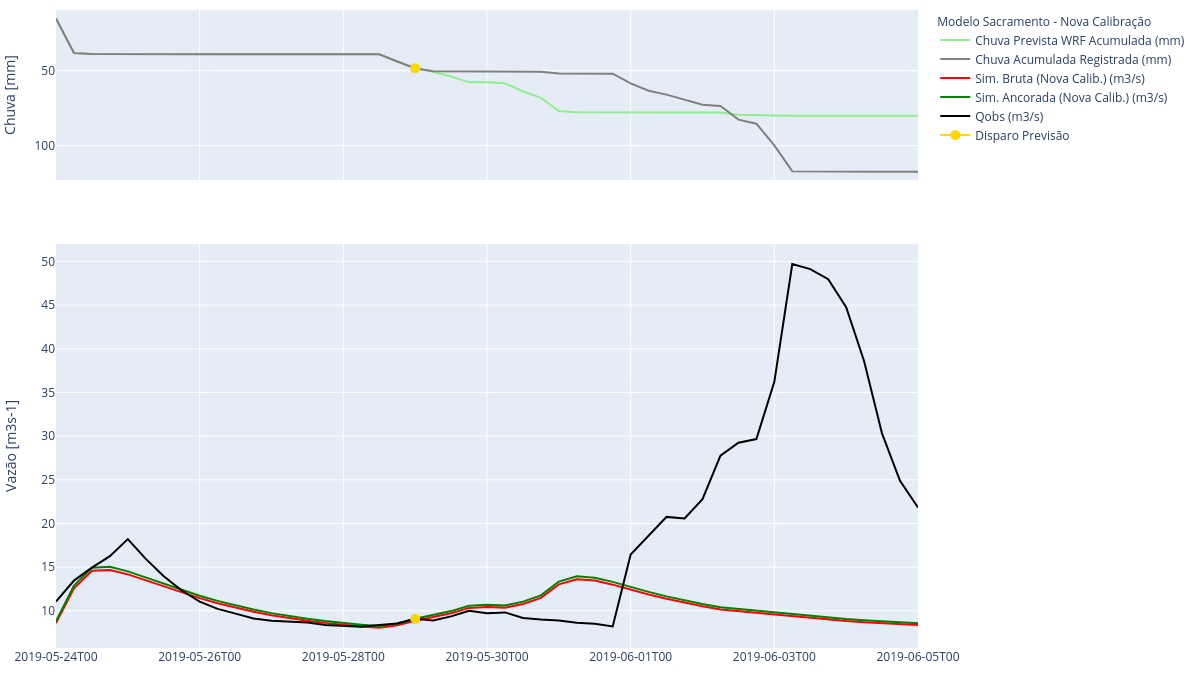 Modelo Sacramento - Nova Calibração
Chuva Prevista WRF Acumulada (mm)
Chuva Acumulada Registrada (mm)
Sim. Bruta (Nova Calib.) (m3/s)
Sim. Ancorada (Nova Calib.) (m3/s)
Qobs (m3/s)
Disparo Previsão
Chuva [mm]
50
100
Vazão [m3s-1]
50
45
40
35
30
25
20
15
10
2019-05-24T00 2019-05-26T00 2019-05-28T00 2019-05-30T00 2019-06-01T00 2019-06-03T00 2019-06-05T00